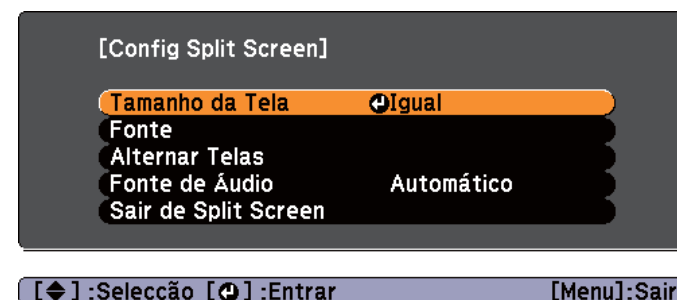 [Config Split Screen]
Tamanho da Tela Igual
Fonte
Alternar Telas
Fonte de Áudio Automático
Sair de Split Screen
[◆] :Selecção [↵] :Entrar [Menu]:Sair